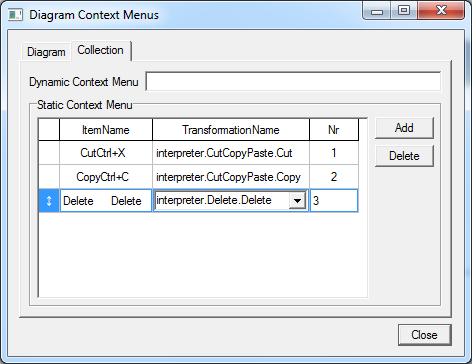 Diagram Context Menus
Diagram Collection
Dynamic Context Menu
Static Context Menu
ItemName TransformationName Nr
CutCtrl+X interpreter.CutCopyPaste.Cut 1
CopyCtrl+C interpreter.CutCopyPaste.Copy 2
Delete Delete interpreter.Delete.Delete 3
Add
Delete
Close